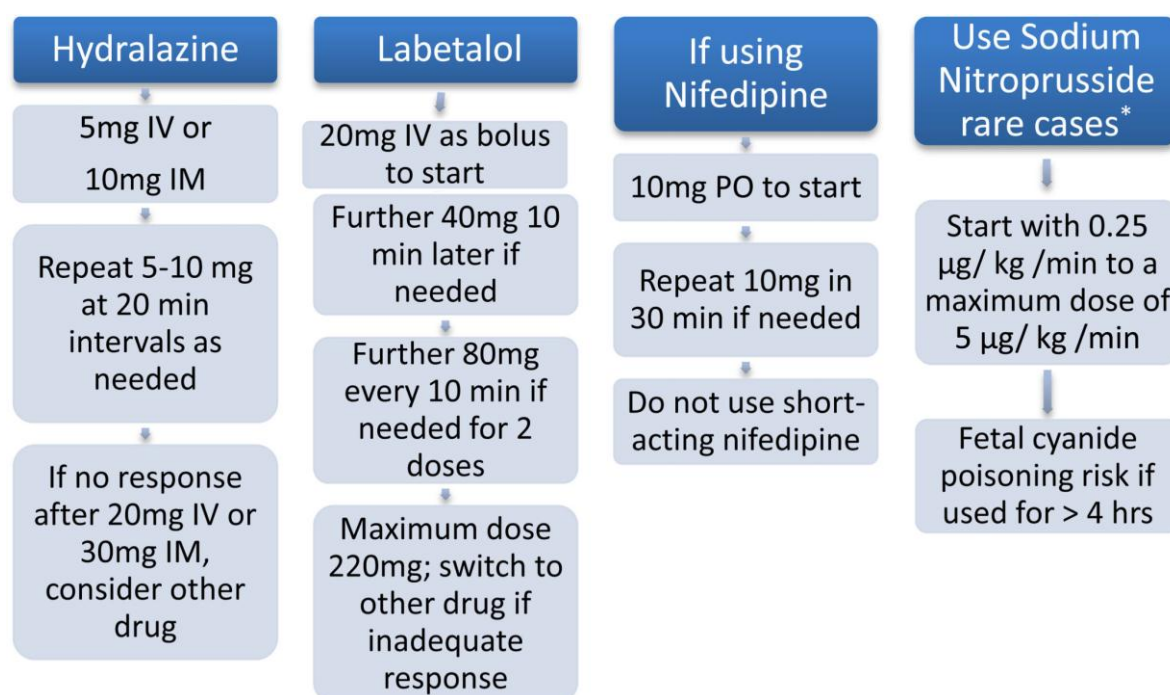 Hydralazine
5mg IV or
10mg IM
Repeat 5-10 mg
at 20 min
intervals as
needed
If no response
after 20mg IV or
30mg IM,
consider other
drug
Labetalol
20mg IV as bolus
to start
Further 40mg 10
min later if
needed
Further 80mg
every 10 min if
needed for 2
doses
Maximum dose
220mg; switch to
other drug if
inadequate
response
If using
Nifedipine
10mg PO to start
Repeat 10mg in
30 min if needed
Do not use short-
acting nifedipine
Use Sodium
Nitroprusside
rare cases*
Start with 0.25
µg/ kg /min to a
maximum dose of
5 µg/ kg /min
Fetal cyanide
poisoning risk if
used for > 4 hrs